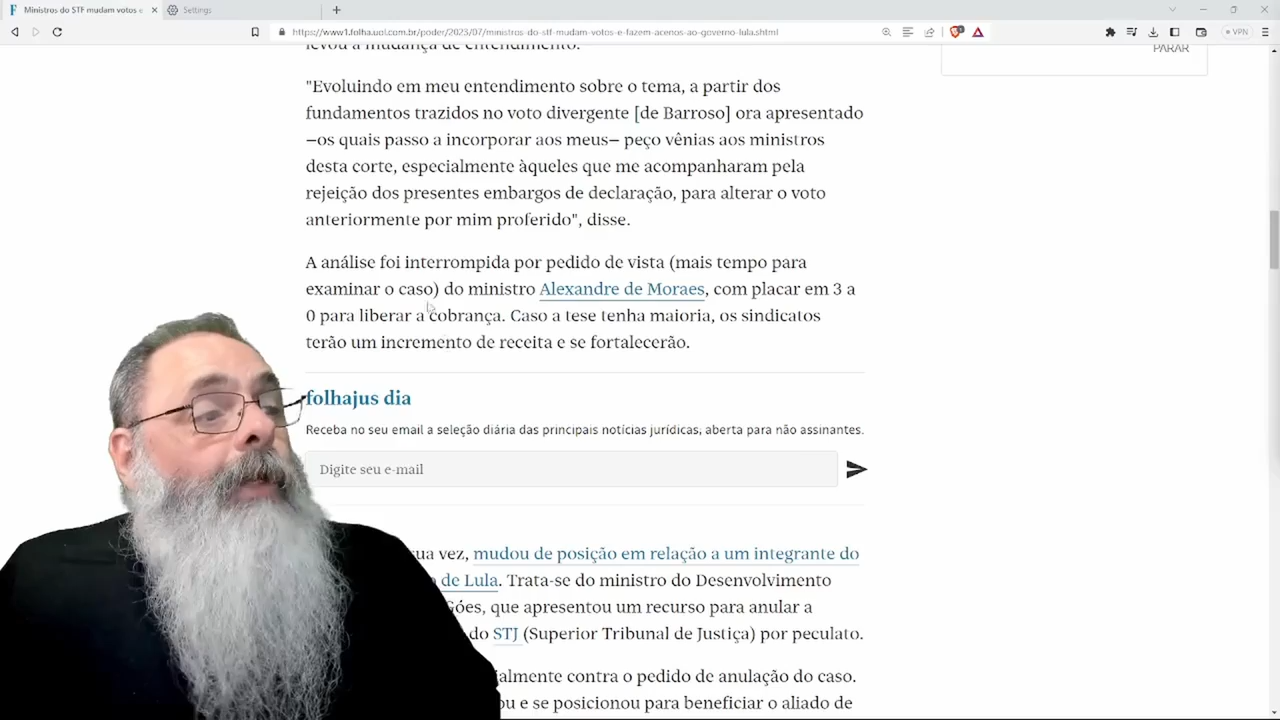 Ministros do STF mudam votos e
Settings
https://www1.folha.uol.com.br/poder/2023/07/ministros-do-stf-mudam-votos-e-fazem-acenos-ao-governo-lula.shtml
VPN
levou à mudança de entendimento.
PARAR
"Evoluindo em meu entendimento sobre o tema, a partir dos
fundamentos trazidos no voto divergente [de Barroso] ora apresentado
—os quais passo a incorporar aos meus— peço vênias aos ministros
desta corte, especialmente àqueles que me acompanharam pela
rejeição dos presentes embargos de declaração, para alterar o voto
anteriormente por mim proferido", disse.
A análise foi interrompida por pedido de vista (mais tempo para
examinar o caso) do ministro Alexandre de Moraes, com placar em 3 a
0 para liberar a cobrança. Caso a tese tenha maioria, os sindicatos
terão um incremento de receita e se fortalecerão.
folhajus dia
Receba no seu email a seleção diária das principais notícias jurídicas, aberta para não assinantes.
Digite seu e-mail
sua vez, mudou de posição em relação a um integrante do
de Lula. Trata-se do ministro do Desenvolvimento
Góes, que apresentou um recurso para anular a
do STJ (Superior Tribunal de Justiça) por peculato.
contra o pedido de anulação do caso.
e se posicionou para beneficiar o aliado de